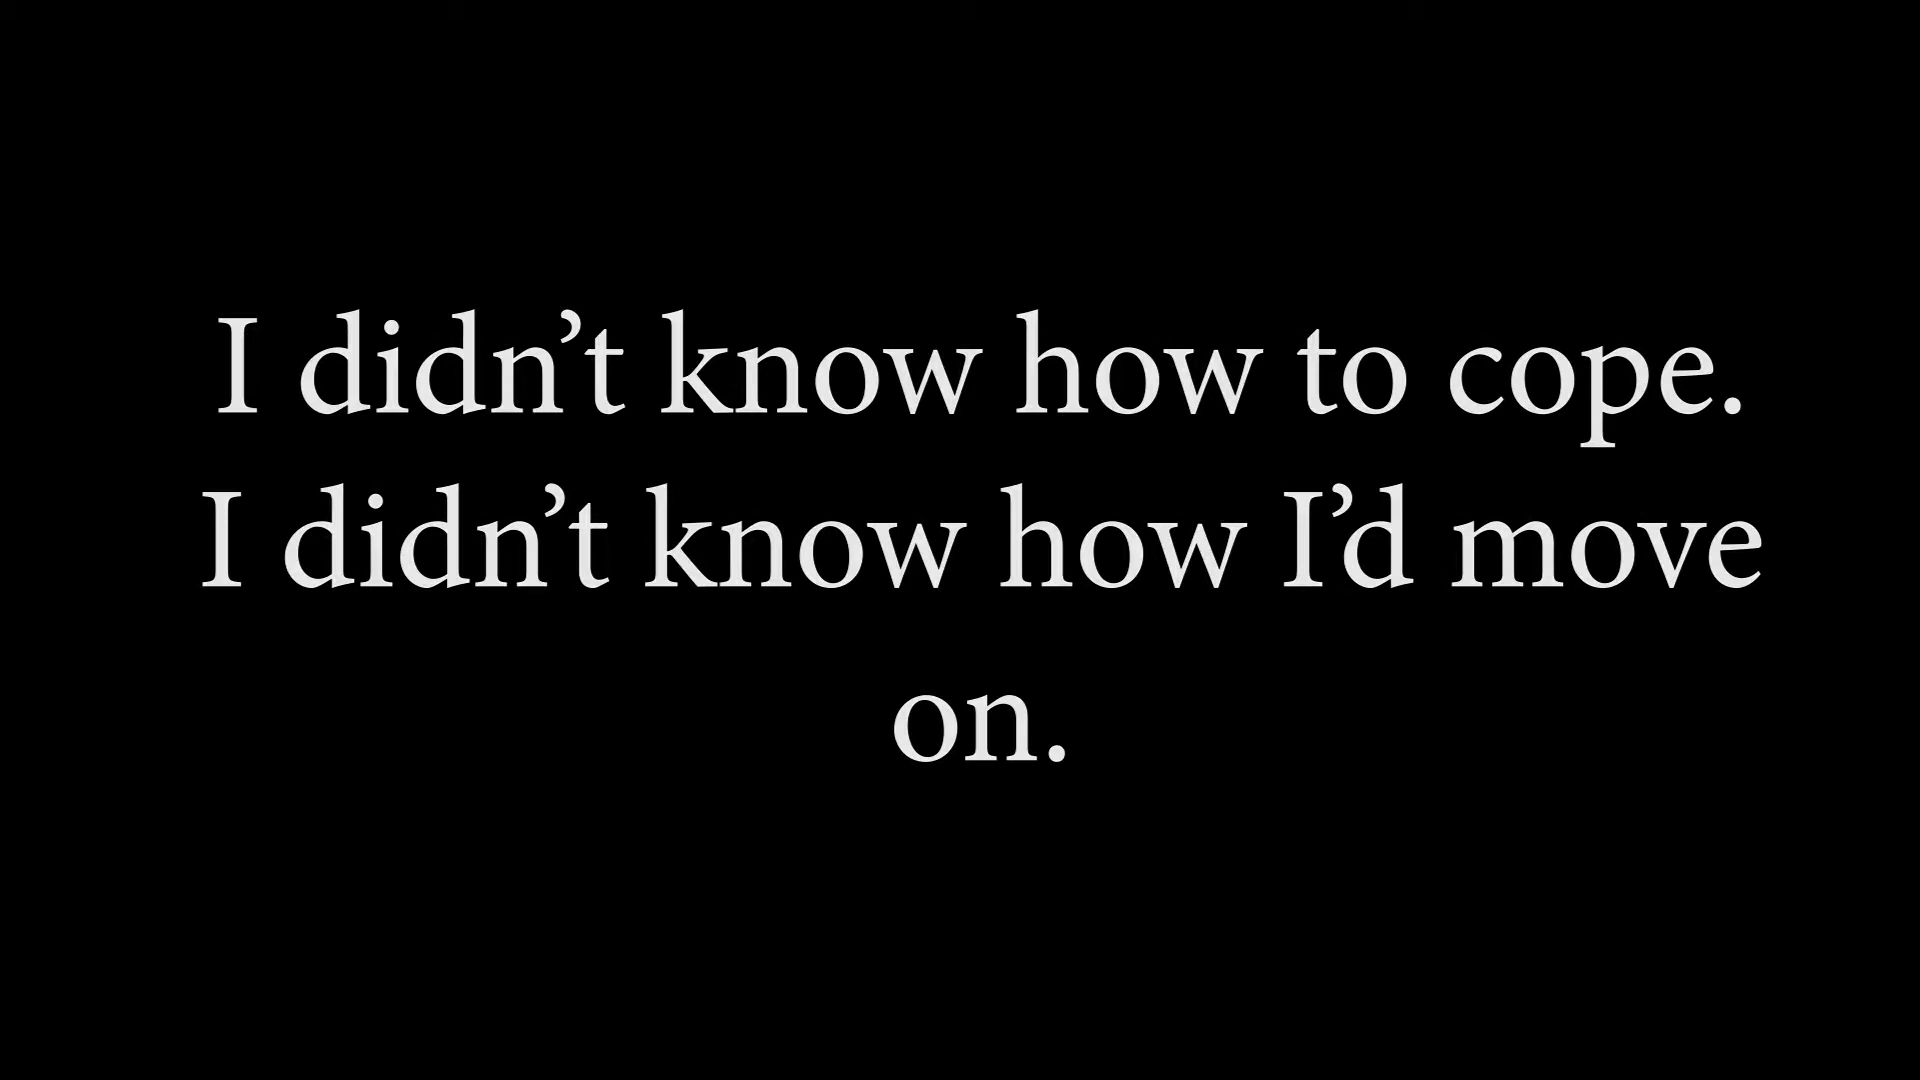 I didn’t know how to cope.
I didn’t know how I’d move
on.